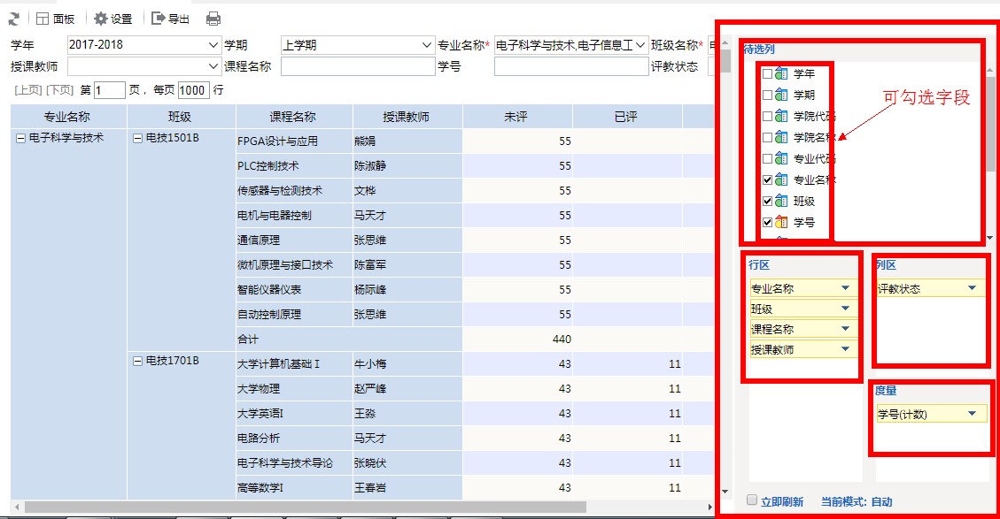 面板 设置 导出
学年 2017-2018 学期 上学期 专业名称* 电子科学与技术,电子信息工 班级名称*
授课教师 课程名称 学号 评教状态
[上页] [下页] 第 1 页，每页 1000 行
专业名称 班级 课程名称 授课教师 未评 已评
电子科学与技术 电技1501B FPGA设计与应用 熊娟 55
PLC控制技术 陈淑静 55
传感器与检测技术 文桦 55
电机与电器控制 马天才 55
通信原理 张思维 55
微机原理与接口技术 陈富军 55
智能仪器仪表 杨际峰 55
自动控制原理 张思维 55
合计 440
电技1701B 大学计算机基础 I 牛小梅 43 11
大学物理 赵严峰 43 11
大学英语I 王淼 43 11
电路分析 马天才 43 11
电子科学与技术导论 张晓伏 43 11
高等数学I 王春岩 43 11
待选列
学年
学期
学院代码
学院名称
专业代码
专业名称
班级
学号
可勾选字段
行区
专业名称
班级
课程名称
授课教师
列区
评教状态
度量
学号(计数)
立即刷新 当前模式: 自动